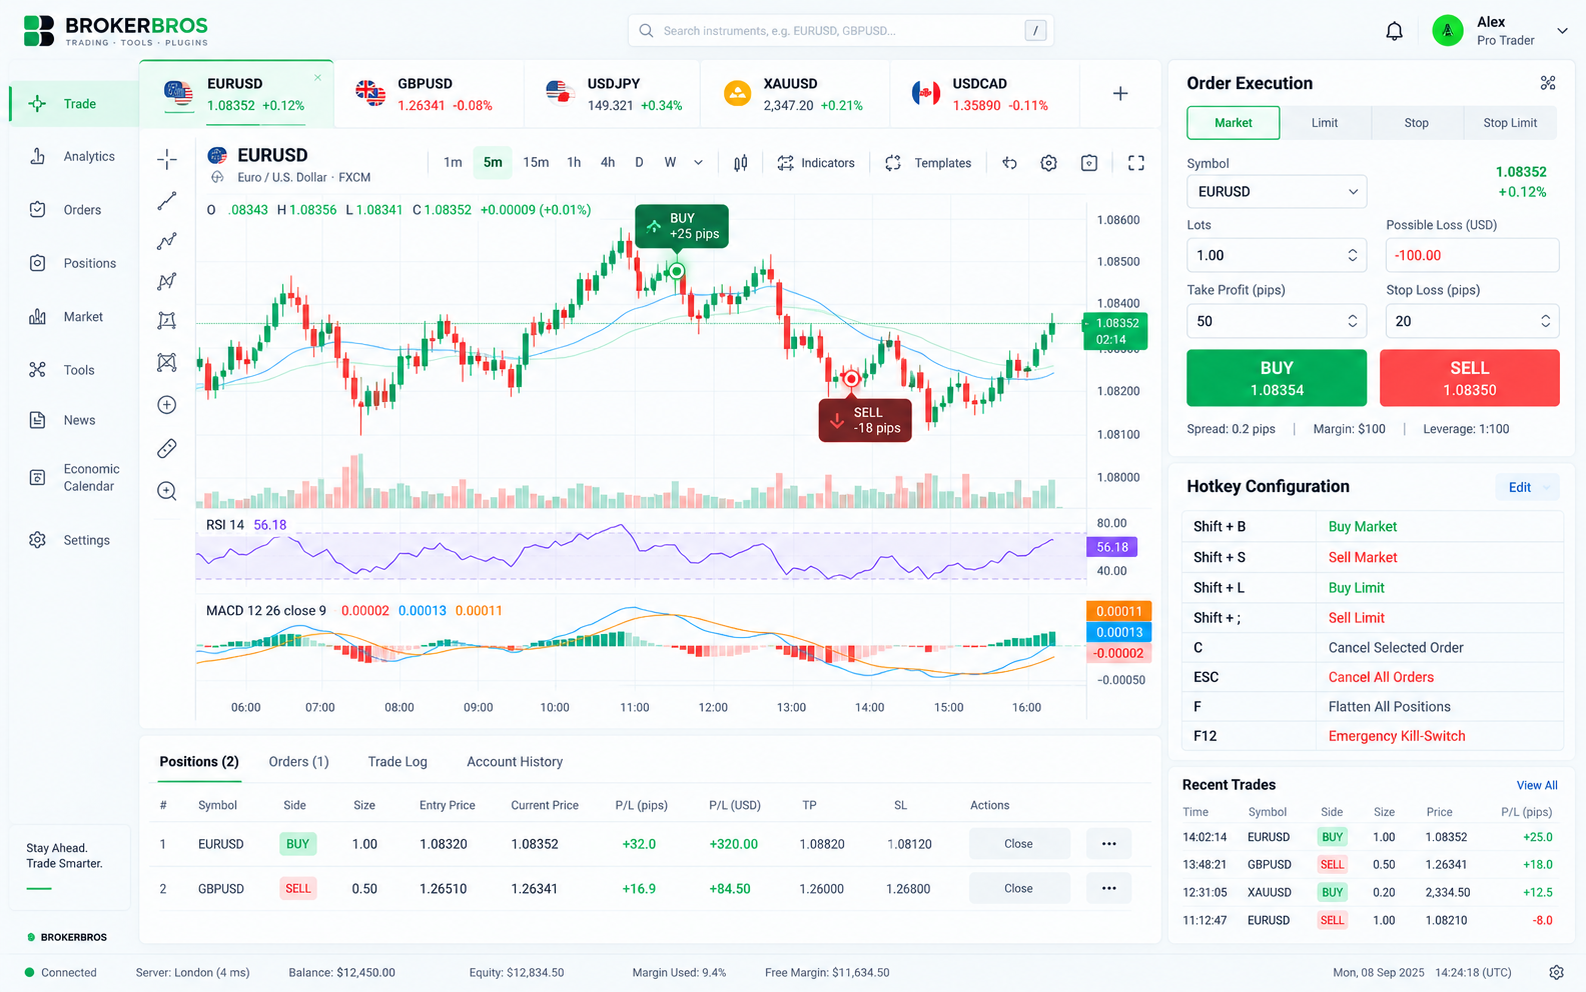 BROKERBROS
TRADING · TOOLS · PLUGINS
Search instruments, e.g. EURUSD, GBPUSD...
/
A
Alex
Pro Trader
Trade
Analytics
Orders
Positions
Market
Tools
News
Economic
Calendar
Settings
Stay Ahead.
Trade Smarter.
BROKERBROS
EURUSD
1.08352 +0.12%
GBPUSD
1.26341 -0.08%
USDJPY
149.321 +0.34%
XAUUSD
2,347.20 +0.21%
USDCAD
1.35890 -0.11%
EURUSD
Euro / U.S. Dollar · FXCM
1m 5m 15m 1h 4h D W
Indicators
Templates
O .08343 H 1.08356 L 1.08341 C 1.08352 +0.00009 (+0.01%)
BUY
+25 pips
SELL
-18 pips
1.08600
1.08500
1.08400
1.08352
02:14
1.08200
1.08100
1.08000
RSI 14 56.18
80.00
56.18
40.00
MACD 12 26 close 9 0.00002 0.00013 0.00011
0.00011
0.00013
-0.00002
-0.00050
06:00 07:00 08:00 09:00 10:00 11:00 12:00 13:00 14:00 15:00 16:00
Positions (2) Orders (1) Trade Log Account History
# Symbol Side Size Entry Price Current Price P/L (pips) P/L (USD) TP SL Actions
1 EURUSD BUY 1.00 1.08320 1.08352 +32.0 +320.00 1.08820 1.08120 Close
2 GBPUSD SELL 0.50 1.26510 1.26341 +16.9 +84.50 1.26000 1.26800 Close
Order Execution
Market Limit Stop Stop Limit
Symbol
EURUSD
1.08352
+0.12%
Lots Possible Loss (USD)
1.00 -100.00
Take Profit (pips) Stop Loss (pips)
50 20
BUY
1.08354
SELL
1.08350
Spread: 0.2 pips | Margin: $100 | Leverage: 1:100
Hotkey Configuration
Edit
Shift + B Buy Market
Shift + S Sell Market
Shift + L Buy Limit
Shift + ; Sell Limit
C Cancel Selected Order
ESC Cancel All Orders
F Flatten All Positions
F12 Emergency Kill-Switch
Recent Trades View All
Time Symbol Side Size Price P/L (pips)
14:02:14 EURUSD BUY 1.00 1.08352 +25.0
13:48:21 GBPUSD SELL 0.50 1.26341 +18.0
12:31:05 XAUUSD BUY 0.20 2,334.50 +12.5
11:12:47 EURUSD SELL 1.00 1.08210 -8.0
Connected Server: London (4 ms) Balance: $12,450.00 Equity: $12,834.50 Margin Used: 9.4% Free Margin: $11,634.50 Mon, 08 Sep 2025 14:24:18 (UTC)